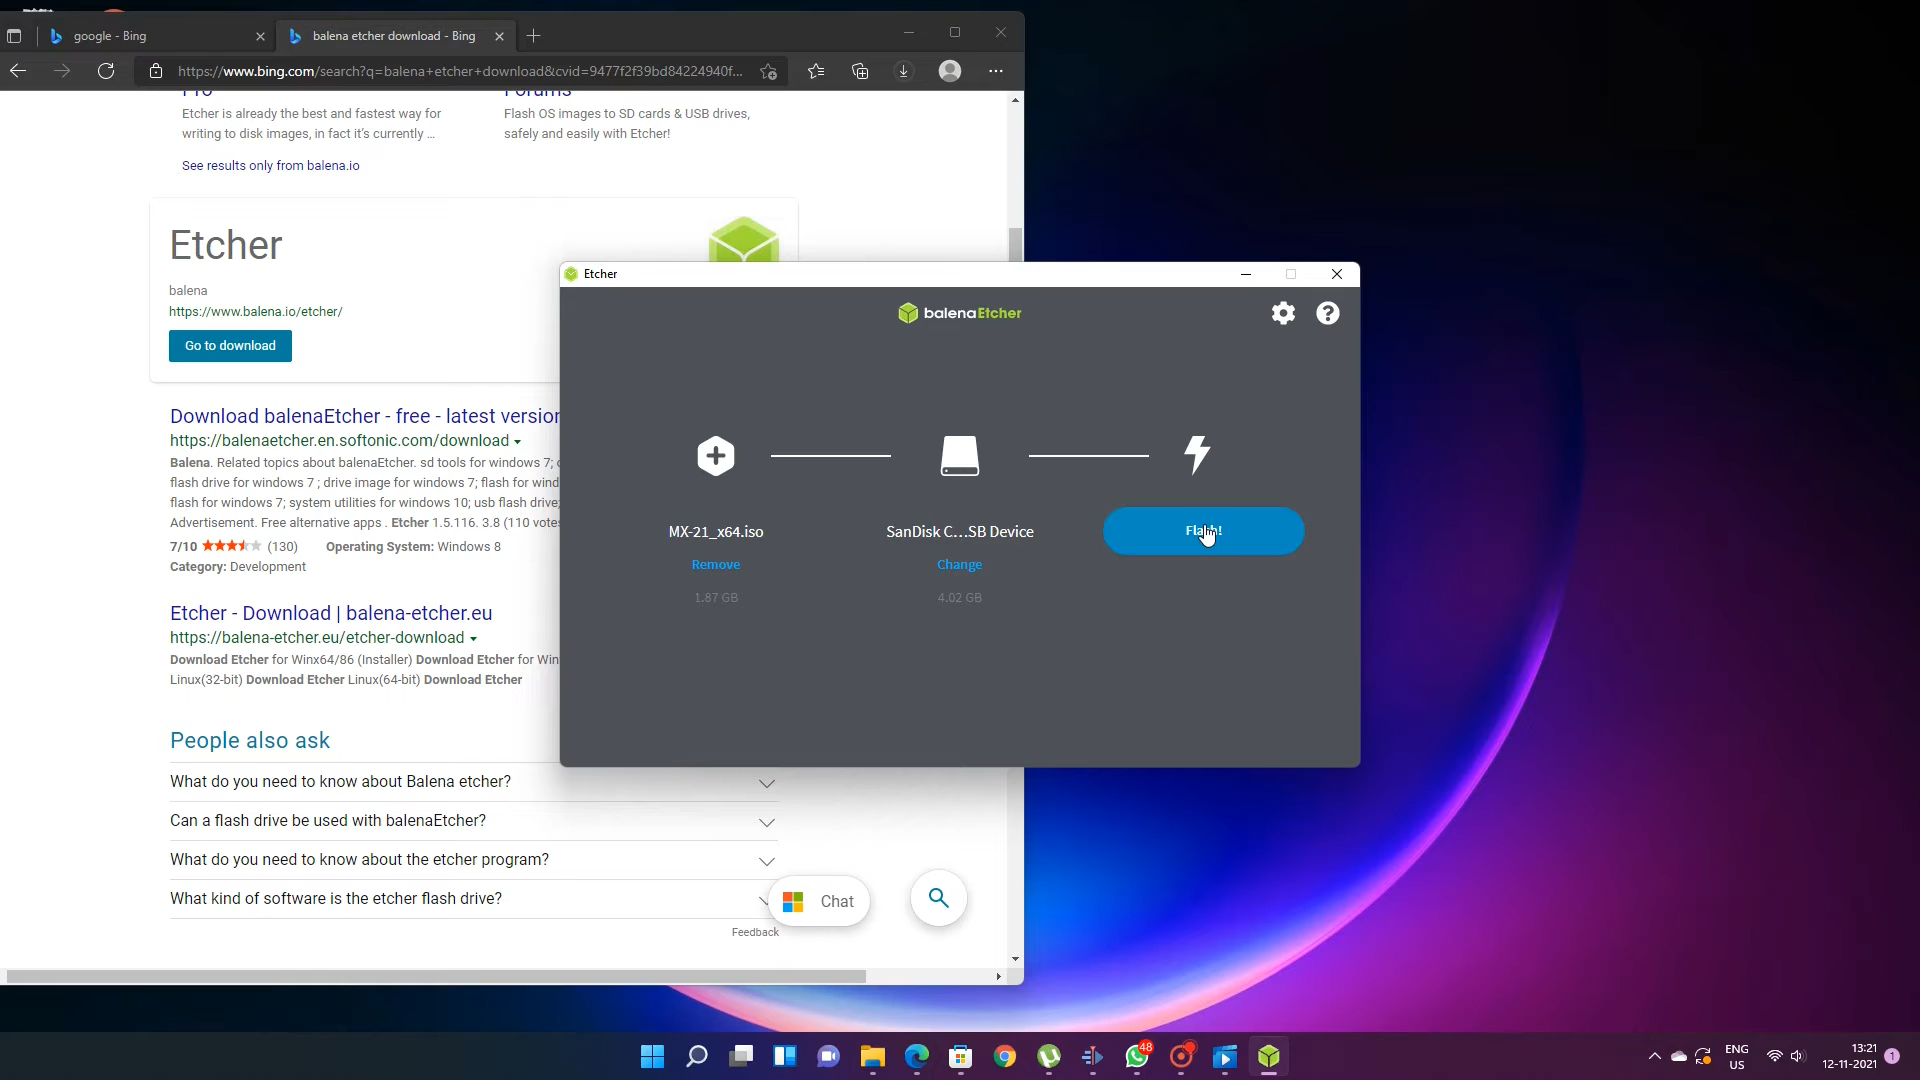 google - Bing
balena etcher download - Bing
https://www.bing.com/search?q=balena+etcher+download&cvid=9477f2f39bd84224940f...
Pro
Forums
Etcher is already the best and fastest way for
writing to disk images, in fact it's currently ...
Flash OS images to SD cards & USB drives,
safely and easily with Etcher!
See results only from balena.io
Etcher
balena
https://www.balena.io/etcher/
Go to download
Download balenaEtcher - free - latest version
https://balenaetcher.en.softonic.com/download
Balena. Related topics about balenaEtcher. sd tools for windows 7;
flash drive for windows 7 ; drive image for windows 7; flash for
flash for windows 7; system utilities for windows 10; usb flash drive;
Advertisement. Free alternative apps . Etcher 1.5.116. 3.8 (110
7/10 (130) Operating System: Windows 8
Category: Development
Etcher - Download | balena-etcher.eu
https://balena-etcher.eu/etcher-download
Download Etcher for Winx64/86 (Installer) Download Etcher for
Linux(32-bit) Download Etcher Linux(64-bit) Download Etcher
People also ask
What do you need to know about Balena etcher?
Can a flash drive be used with balenaEtcher?
What do you need to know about the etcher program?
What kind of software is the etcher flash drive?
Feedback
Chat
Etcher
balenaEtcher
MX-21_x64.iso
Remove
1.87 GB
SanDisk C...SB Device
Change
4.02 GB
Flash!
48
ENG
US
13:21
12-11-2021
1